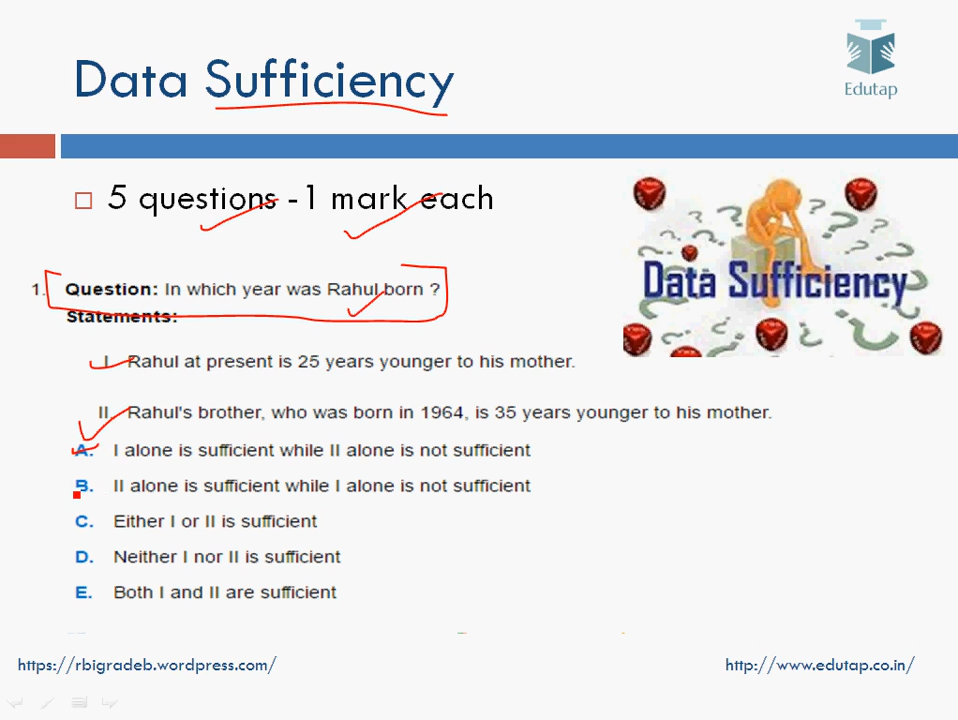 Data Sufficiency
Edutap
5 questions -1 mark each
Data Sufficiency
1. Question: In which year was Rahul born ?
Statements:
I. Rahul at present is 25 years younger to his mother.
II. Rahul's brother, who was born in 1964, is 35 years younger to his mother.
A. I alone is sufficient while II alone is not sufficient
B. II alone is sufficient while I alone is not sufficient
C. Either I or II is sufficient
D. Neither I nor II is sufficient
E. Both I and II are sufficient
https://rbigradeb.wordpress.com/
http://www.edutap.co.in/